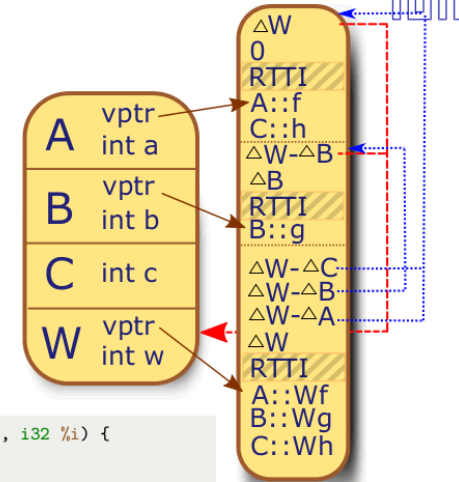 △W
0
RTTI
A::f
C::h
△W-△B
△B
RTTI
B::g
△W-△C
△W-△B
△W-△A
△W
RTTI
A::Wf
B::Wg
C::Wh
A
vptr
int a
B
vptr
int b
C
int c
W
vptr
int w
, i32 %i) {